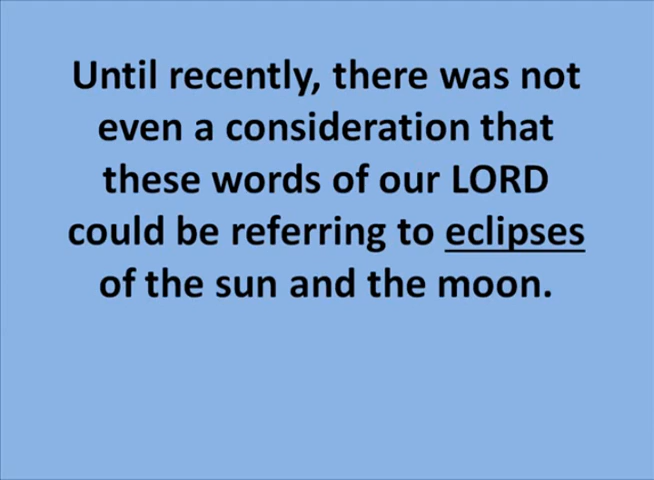 Until recently, there was not
even a consideration that
these words of our LORD
could be referring to eclipses
of the sun and the moon.